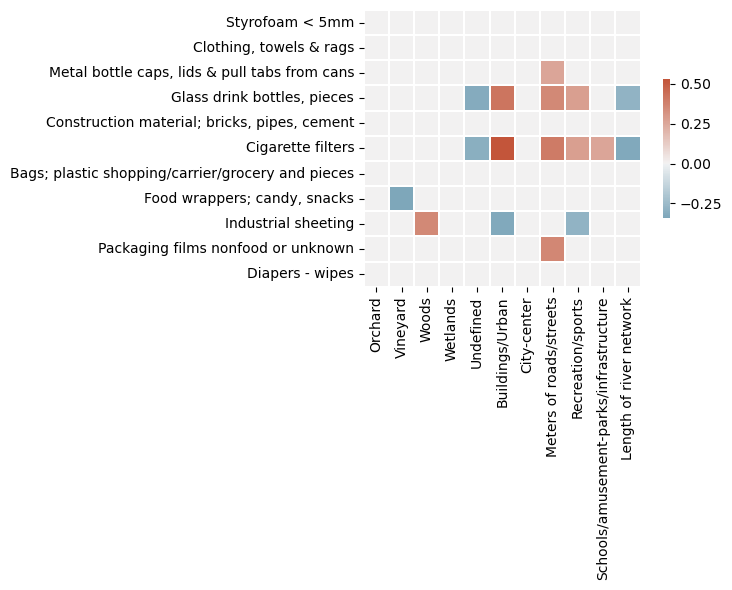 Styrofoam < 5mm
Clothing, towels & rags
Metal bottle caps, lids & pull tabs from cans
Glass drink bottles, pieces
Construction material; bricks, pipes, cement
Cigarette filters
Bags; plastic shopping/carrier/grocery and pieces
Food wrappers; candy, snacks
Industrial sheeting
Packaging films nonfood or unknown
Diapers - wipes
Orchard
Vineyard
Woods
Wetlands
Undefined
Buildings/Urban
City-center
Meters of roads/streets
Recreation/sports
Schools/amusement-parks/infrastructure
Length of river network
0.50
0.25
0.00
−0.25